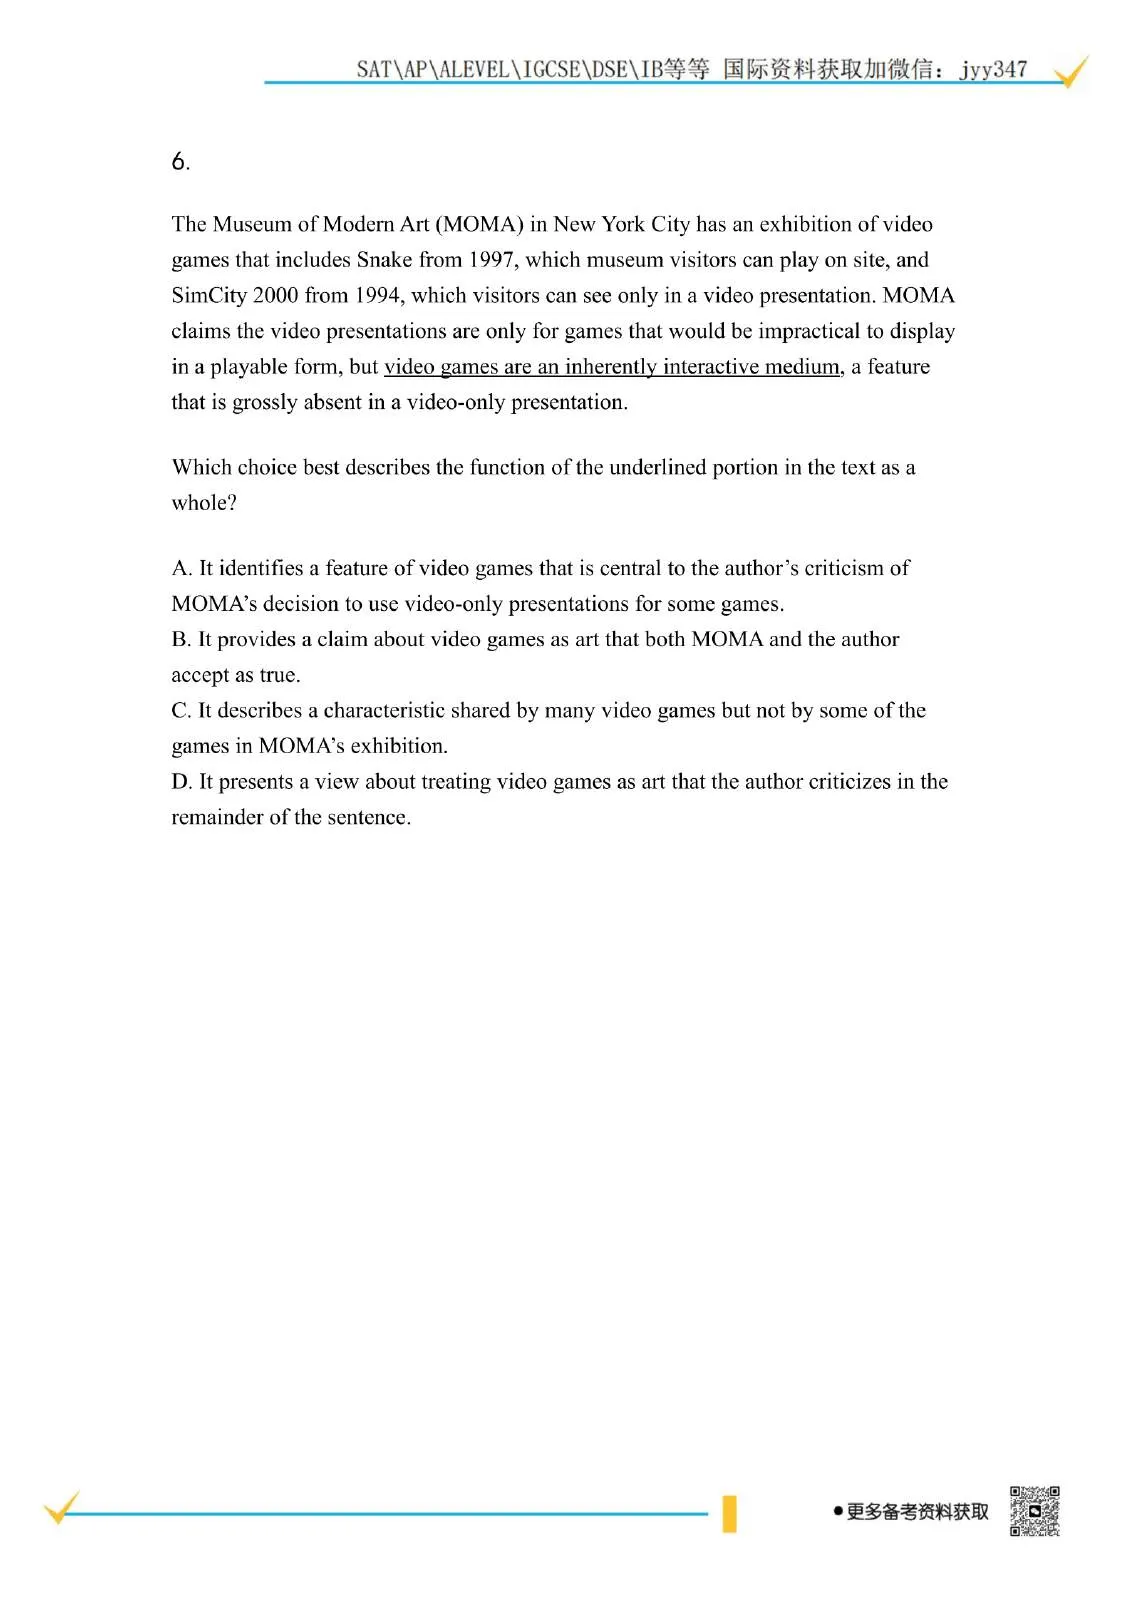 SAT\AP\ALEVEL\IGCSE\DSE\IB等等 国际资料获取加微信：jyy347
6.
The Museum of Modern Art (MOMA) in New York City has an exhibition of video
games that includes Snake from 1997, which museum visitors can play on site, and
SimCity 2000 from 1994, which visitors can see only in a video presentation. MOMA
claims the video presentations are only for games that would be impractical to display
in a playable form, but video games are an inherently interactive medium, a feature
that is grossly absent in a video-only presentation.
Which choice best describes the function of the underlined portion in the text as a
whole?
A. It identifies a feature of video games that is central to the author’s criticism of
MOMA’s decision to use video-only presentations for some games.
B. It provides a claim about video games as art that both MOMA and the author
accept as true.
C. It describes a characteristic shared by many video games but not by some of the
games in MOMA’s exhibition.
D. It presents a view about treating video games as art that the author criticizes in the
remainder of the sentence.
●更多备考资料获取